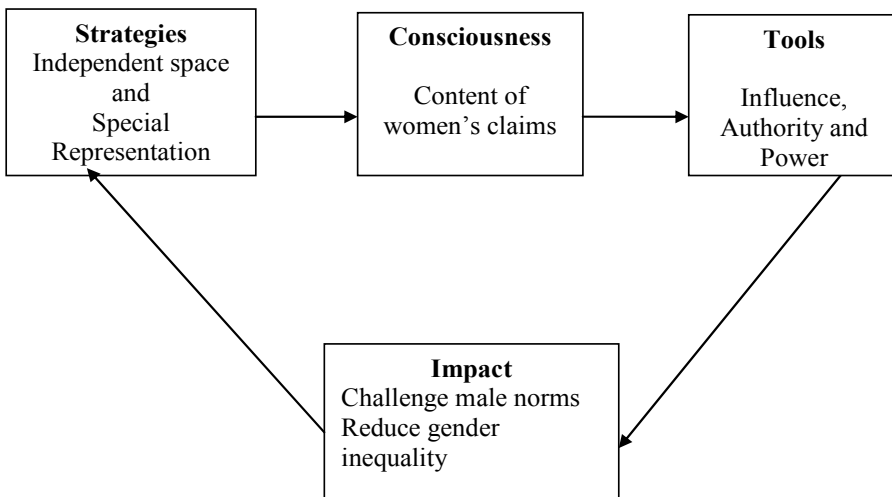 Strategies
Independent space
and
Special
Representation
Consciousness
Content of
women’s claims
Tools
Influence,
Authority and
Power
Impact
Challenge male norms
Reduce gender
inequality